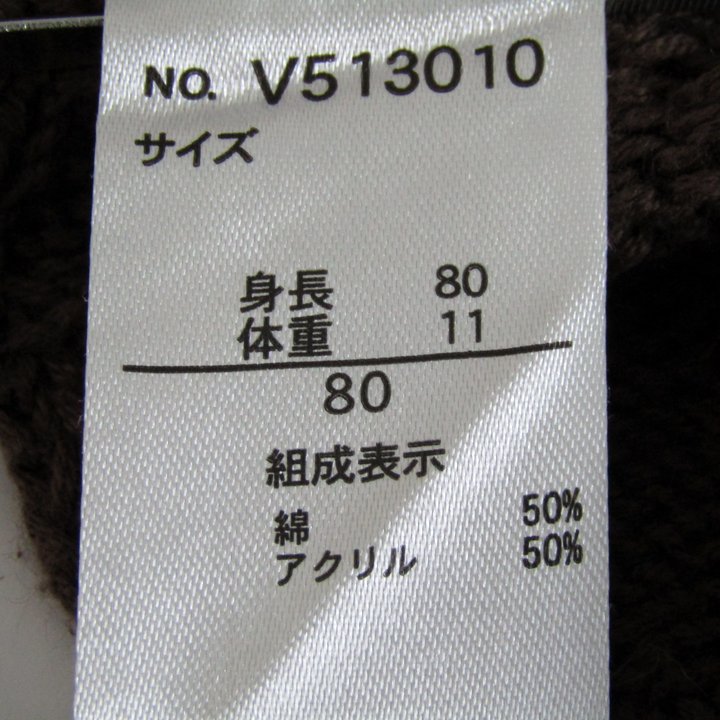 NO. V513010
サイズ
身長 80
体重 11
80
組成表示
綿 50%
アクリル 50%